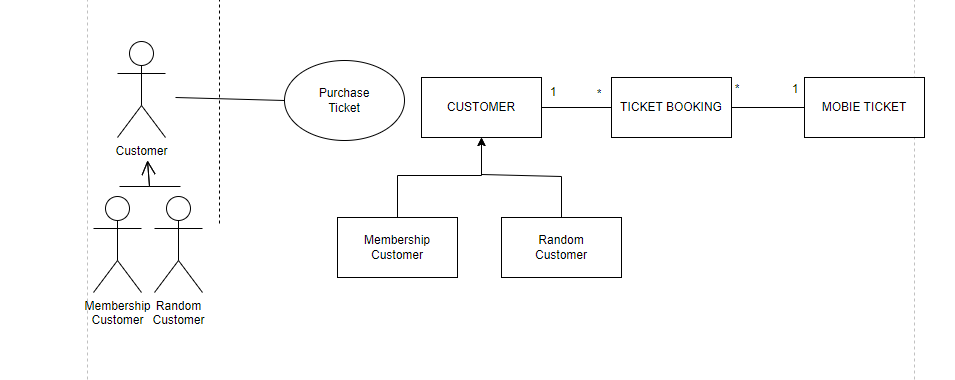 Customer
Membership
Customer
Random
Customer
Purchase
Ticket
CUSTOMER
1
*
TICKET BOOKING
*
1
MOBIE TICKET
Membership
Customer
Random
Customer